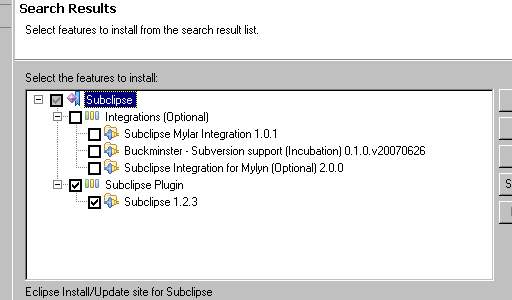 Search Results
Select features to install from the search result list.
Select the features to install:
Subclipse
Integrations (Optional)
Subclipse Mylar Integration 1.0.1
Buckminster - Subversion support (Incubation) 0.1.0.v20070626
Subclipse Integration for Mylyn (Optional) 2.0.0
Subclipse Plugin
Subclipse 1.2.3
Eclipse Install/Update site for Subclipse